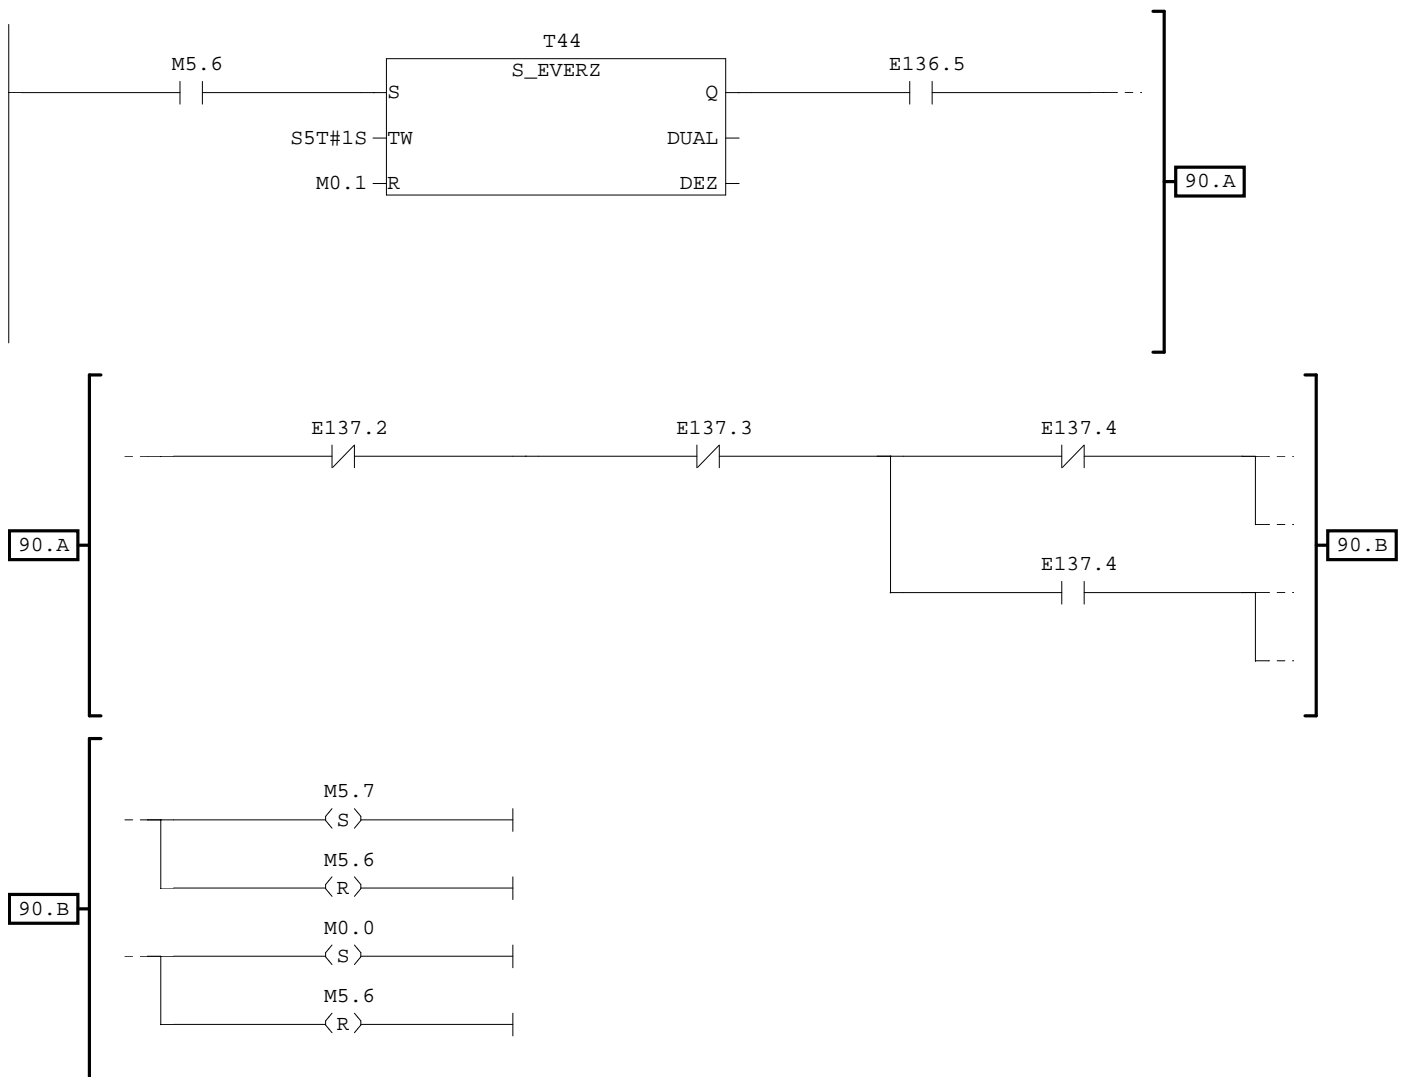 T44
M5.6
S_EVERZ
E136.5
S
Q
S5T#1S
TW
DUAL
M0.1
R
DEZ
90.A
E137.2
E137.3
E137.4
90.A
90.B
E137.4
M5.7
S
M5.6
R
90.B
M0.0
S
M5.6
R